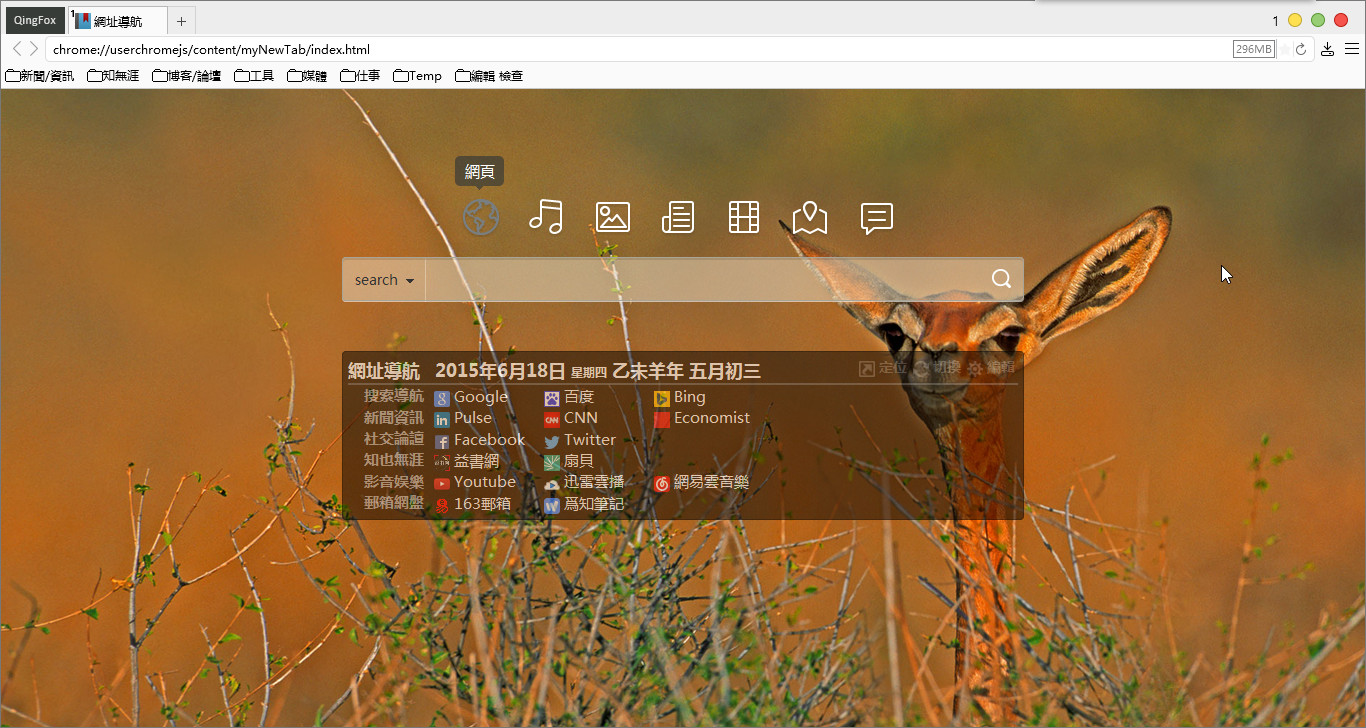 QingFox
1 網址導航
+
1
chrome://userchromejs/content/myNewTab/index.html
296MB
新聞/資訊 知無涯 博客/論壇 工具 媒體 仕事 Temp 編輯 檢查
網頁
search
網址導航 2015年6月18日 星期四 乙未羊年 五月初三 定位 切換 編輯
搜索導航 Google 百度 Bing
新聞資訊 Pulse CNN Economist
社交論誼 Facebook Twitter
知也無涯 益書網 扇貝
影音娛樂 Youtube 迅雷雲播 網易雲音樂
郵箱網盤 163郵箱 爲知筆記